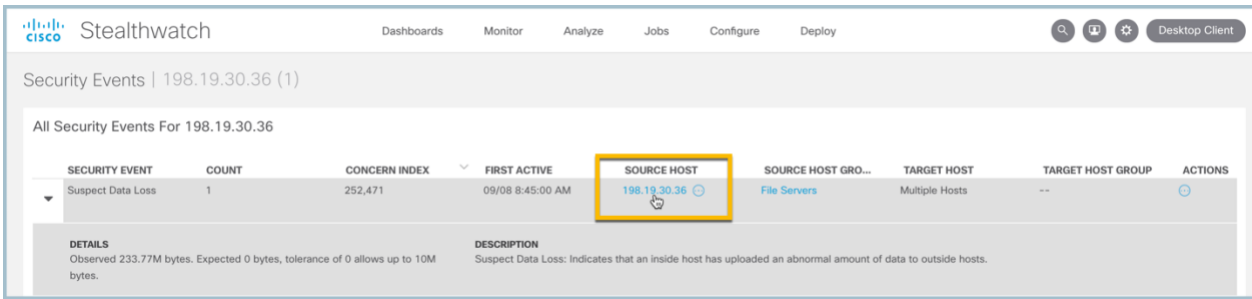 cisco Stealthwatch Dashboards Monitor Analyze Jobs Configure Deploy Desktop Client
Security Events | 198.19.30.36 (1)
All Security Events For 198.19.30.36
SECURITY EVENT COUNT CONCERN INDEX FIRST ACTIVE SOURCE HOST SOURCE HOST GRO... TARGET HOST TARGET HOST GROUP ACTIONS
Suspect Data Loss 1 252,471 09/08 8:45:00 AM 198.19.30.36 File Servers Multiple Hosts --
DETAILS DESCRIPTION
Observed 233.77M bytes. Expected 0 bytes, tolerance of 0 allows up to 10M Suspect Data Loss: Indicates that an inside host has uploaded an abnormal amount of data to outside hosts.
bytes.